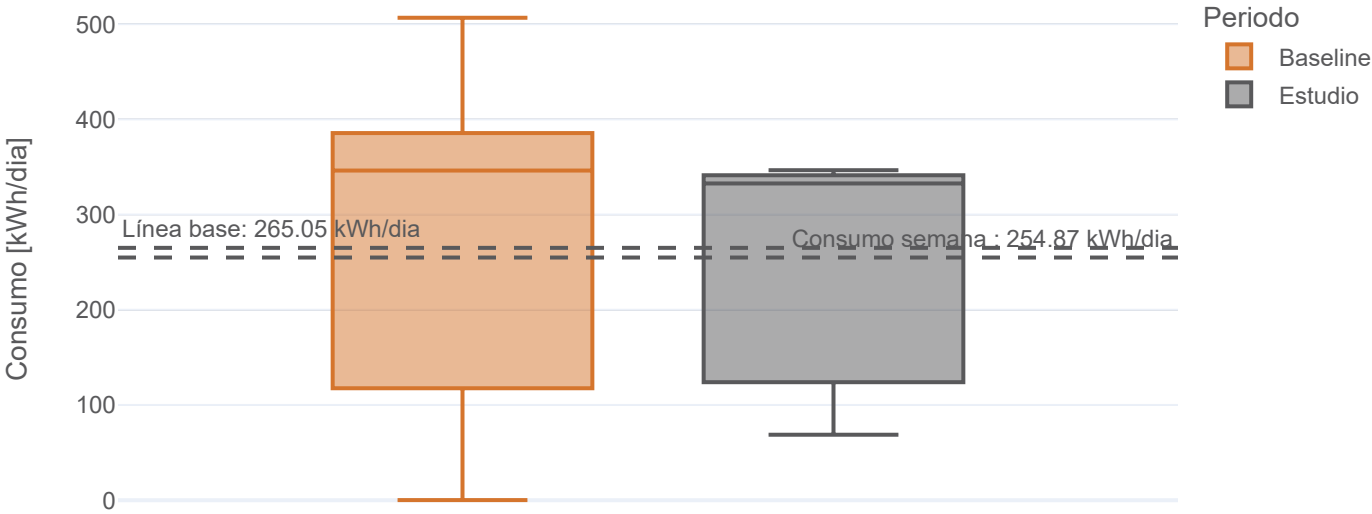 Periodo
Baseline
Estudio
Consumo [kWh/dia]
500
400
300
200
100
0
Línea base: 265.05 kWh/dia
Consumo semana : 254.87 kWh/dia